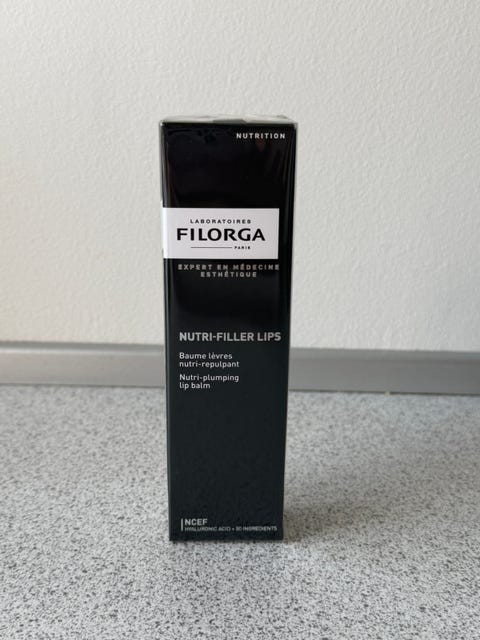 NUTRITION
LABORATOIRES
FILORGA
PARIS
EXPERT EN MÉDECINE
ESTHÉTIQUE
NUTRI-FILLER LIPS
Baume lèvres
nutri-repulpant
Nutri-plumping
lip balm
NCEF
HYALURONIC ACID + 50 INGREDIENTS